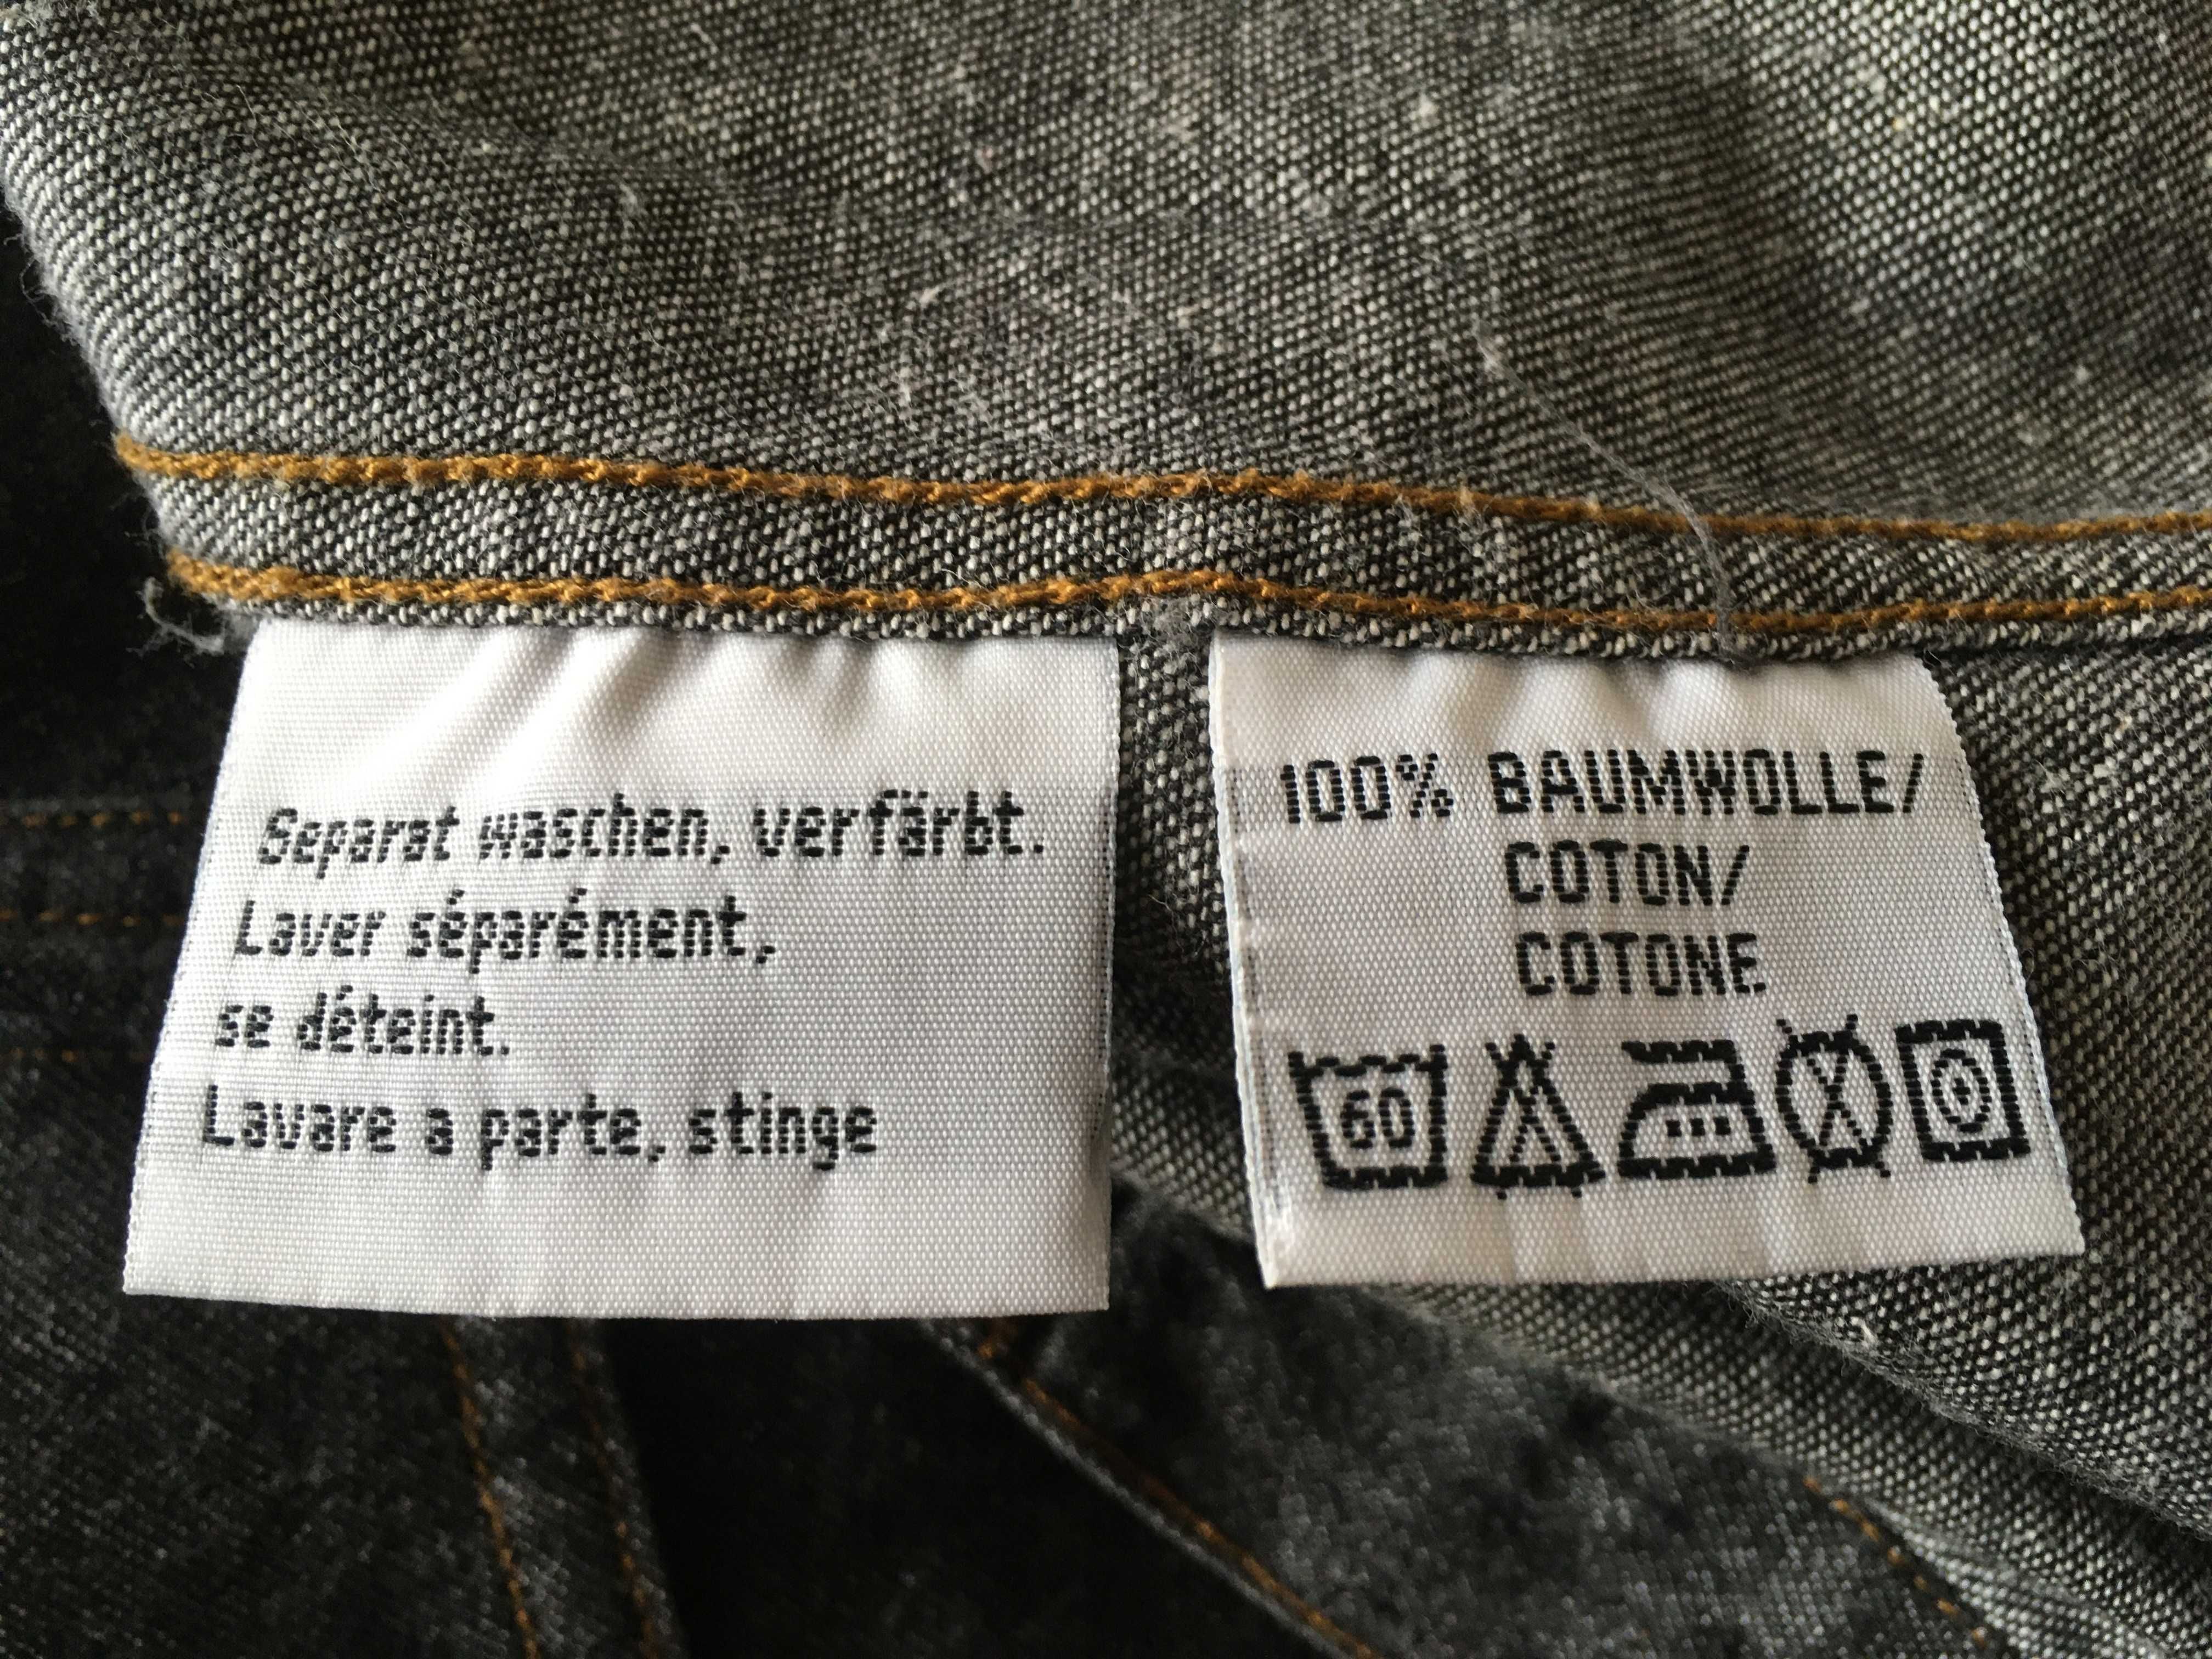 Separat waschen, verfärbt.
Laver séparément,
se déteint.
Lavare a parte, stinge
100% BAUMWOLLE/
COTON/
COTONE
60